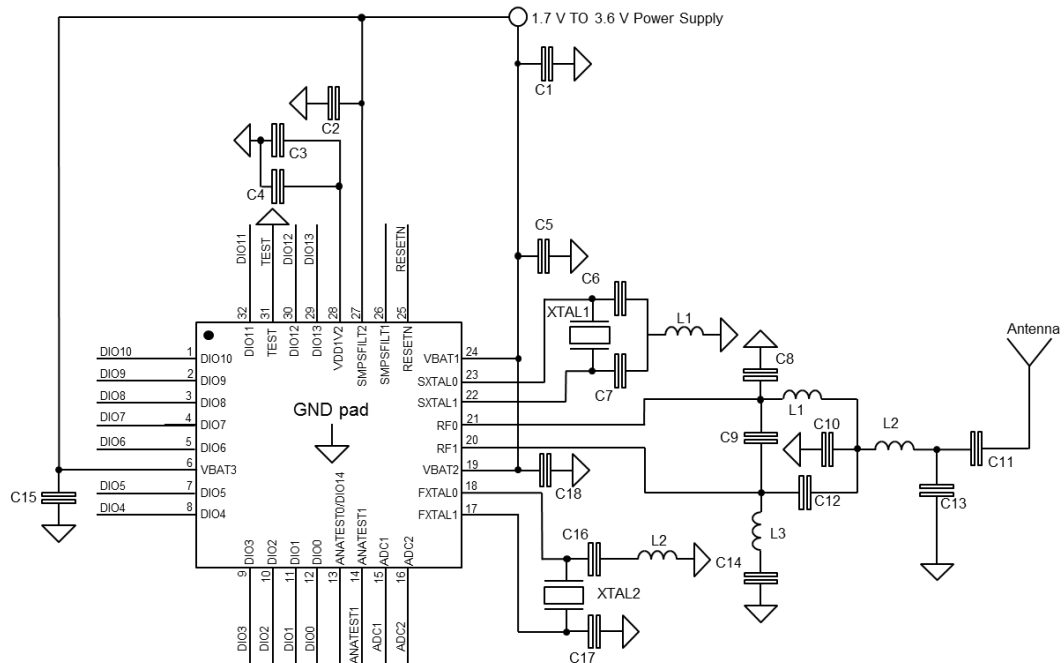 1.7 V TO 3.6 V Power Supply
C1
C2
C3
C4
C5
C6
XTAL1
L1
C7
DIO11
TEST
DIO12
DIO13
RESETN
32
31
30
29
28
27
26
25
DIO11
TEST
DIO12
DIO13
VDD1V2
SMPSFILT2
SMPSFILT1
RESETN
DIO10 1 DIO10
DIO9 2 DIO9
DIO8 3 DIO8
DIO7 4 DIO7
DIO6 5 DIO6
6 VBAT3
DIO5 7 DIO5
DIO4 8 DIO4
C15
GND pad
VBAT1 24
SXTAL0 23
SXTAL1 22
RF0 21
RF1 20
VBAT2 19
FXTAL0 18
FXTAL1 17
C8
L1
C9
C10
L2
C11
Antenna
C12
C13
C18
L3
C14
C16
L2
XTAL2
C17
DIO3
DIO2
DIO1
DIO0
ANATEST0/DIO14
ANATEST1
ADC1
ADC2
9
10
11
12
13
14
15
16
DIO3
DIO2
DIO1
DIO0
ANATEST1
ADC1
ADC2